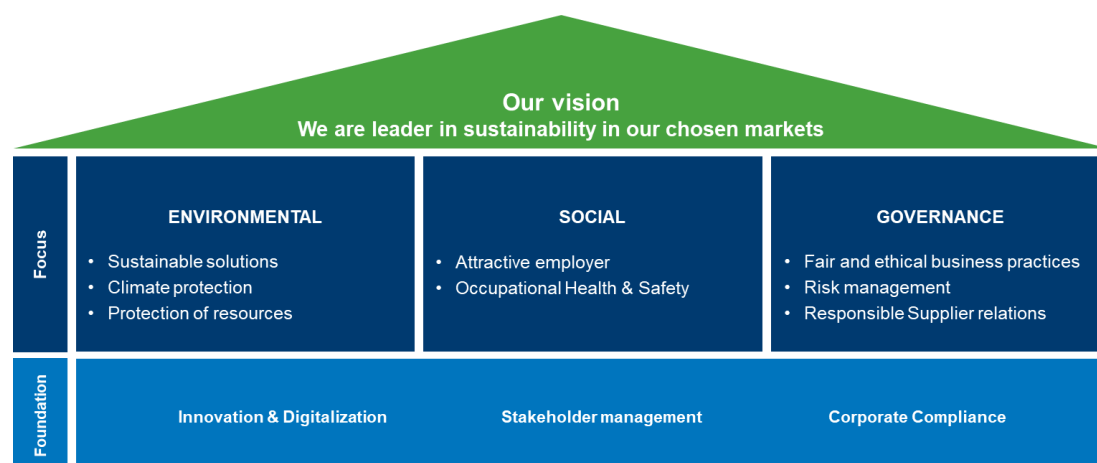 Our vision
We are leader in sustainability in our chosen markets
Focus
ENVIRONMENTAL
• Sustainable solutions
• Climate protection
• Protection of resources
SOCIAL
• Attractive employer
• Occupational Health & Safety
GOVERNANCE
• Fair and ethical business practices
• Risk management
• Responsible Supplier relations
Foundation
Innovation & Digitalization
Stakeholder management
Corporate Compliance